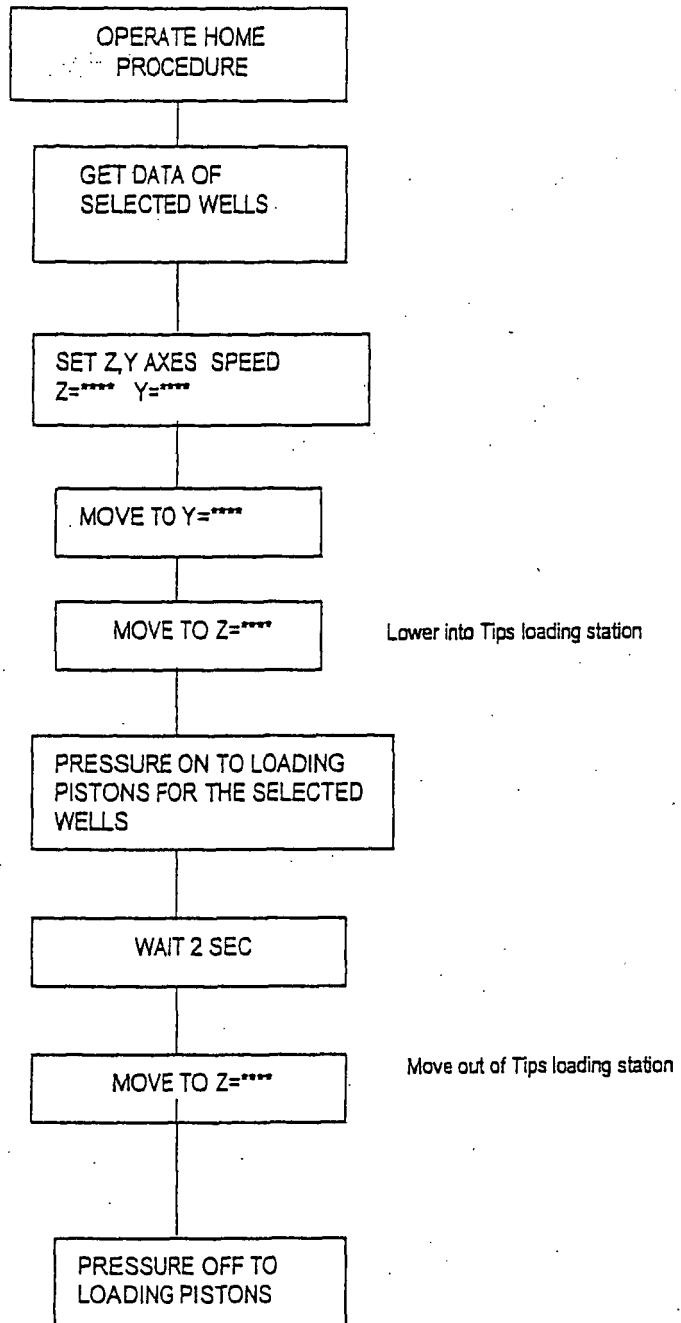 OPERATE HOME
PROCEDURE
GET DATA OF
SELECTED WELLS
SET Z,Y AXES SPEED
Z=**** Y=****
MOVE TO Y=****
MOVE TO Z=****
Lower into Tips loading station
PRESSURE ON TO LOADING
PISTONS FOR THE SELECTED
WELLS
WAIT 2 SEC
MOVE TO Z=****
Move out of Tips loading station
PRESSURE OFF TO
LOADING PISTONS